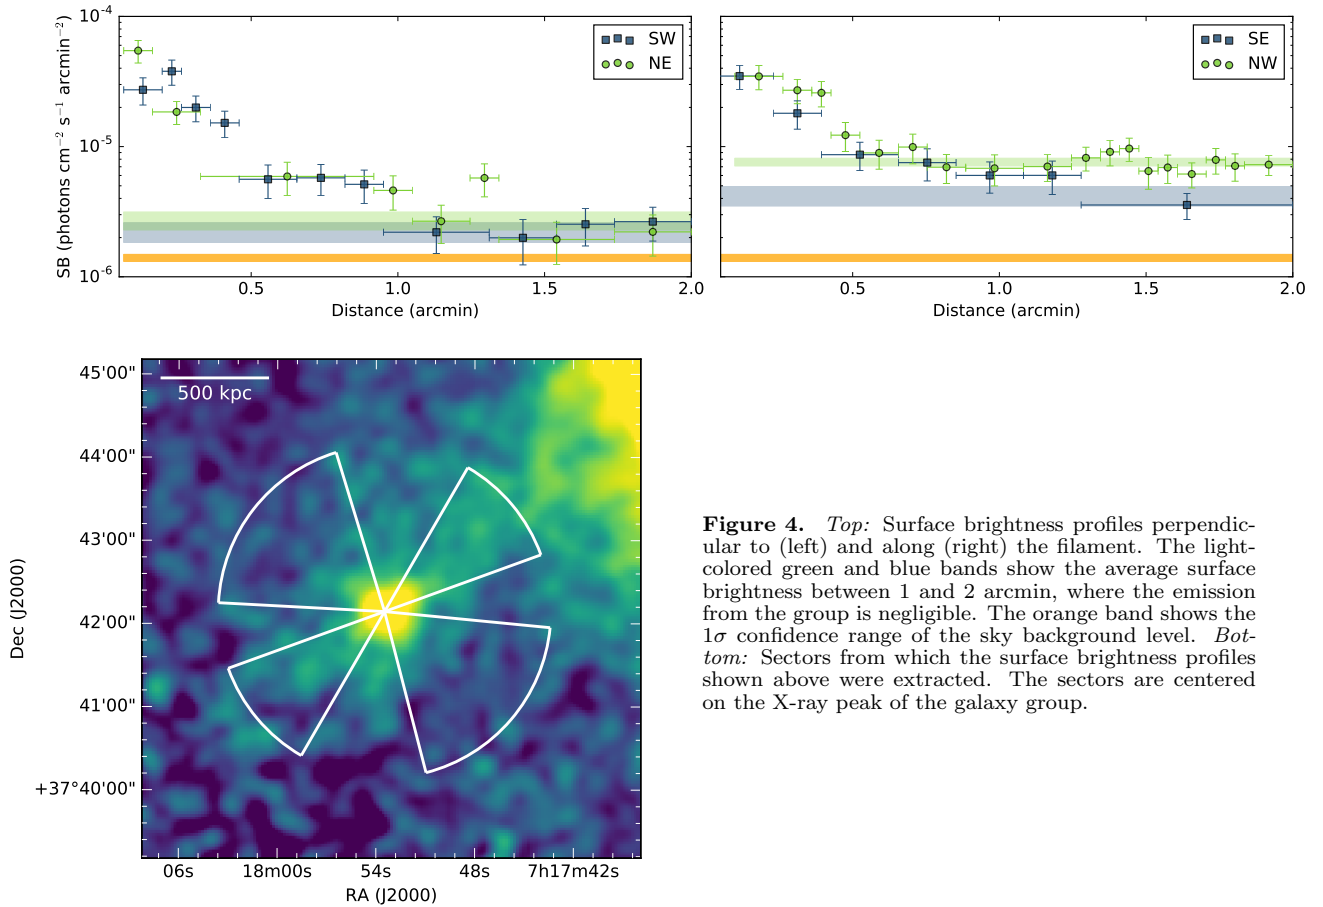 SB (photons cm⁻² s⁻¹ arcmin⁻²)
10⁻⁴
10⁻⁵
10⁻⁶
SW
NE
0.5
1.0
1.5
2.0
Distance (arcmin)
SE
NW
0.5
1.0
1.5
2.0
Distance (arcmin)
500 kpc
45'00"
44'00"
43'00"
42'00"
41'00"
+37°40'00"
Dec (J2000)
06s
18m00s
54s
48s
7h17m42s
RA (J2000)
Figure 4. Top: Surface brightness profiles perpendic-
ular to (left) and along (right) the filament. The light-
colored green and blue bands show the average surface
brightness between 1 and 2 arcmin, where the emission
from the group is negligible. The orange band shows the
1σ confidence range of the sky background level. Bot-
tom: Sectors from which the surface brightness profiles
shown above were extracted. The sectors are centered
on the X-ray peak of the galaxy group.